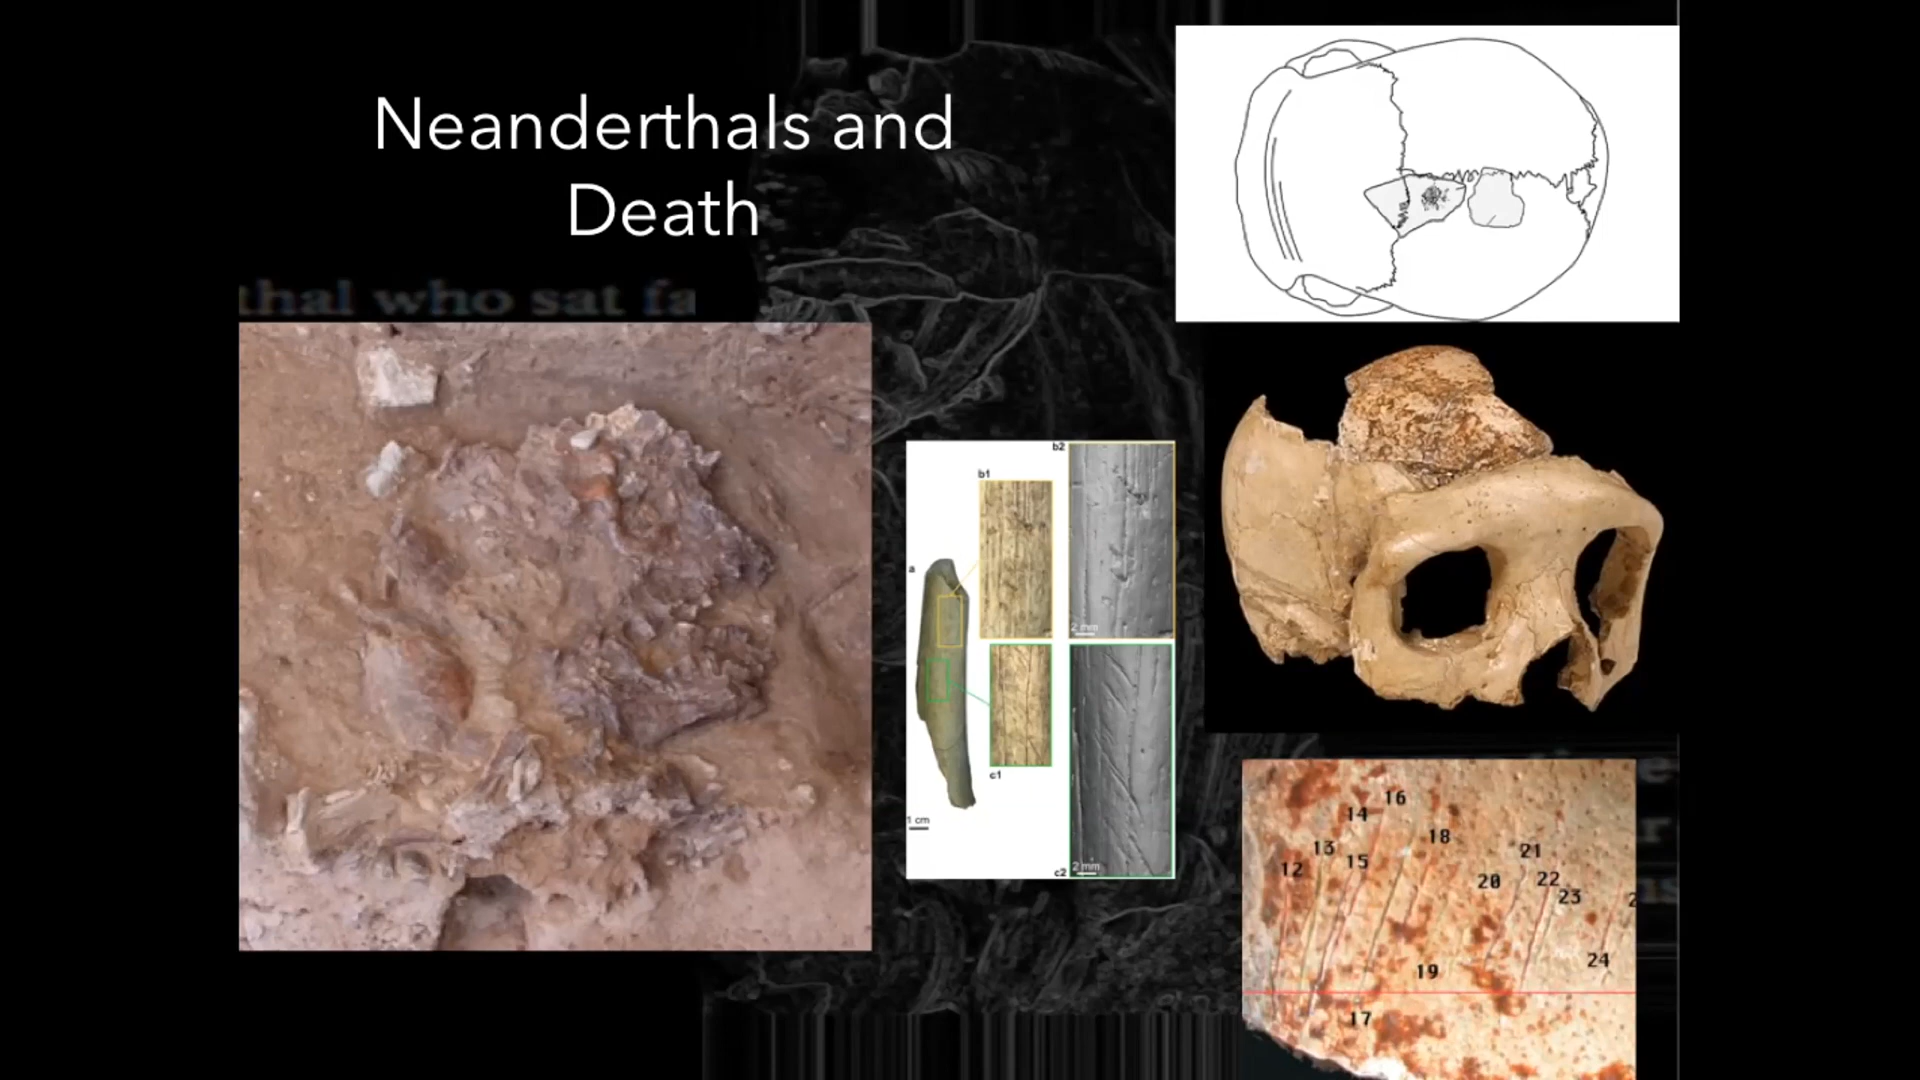 Neanderthals and
Death
thal who sat fa
b2
b1
a
2 mm
c1
1 cm
2 mm
c2
16
14
18
13
21
15
12
22
20
23
24
19
17